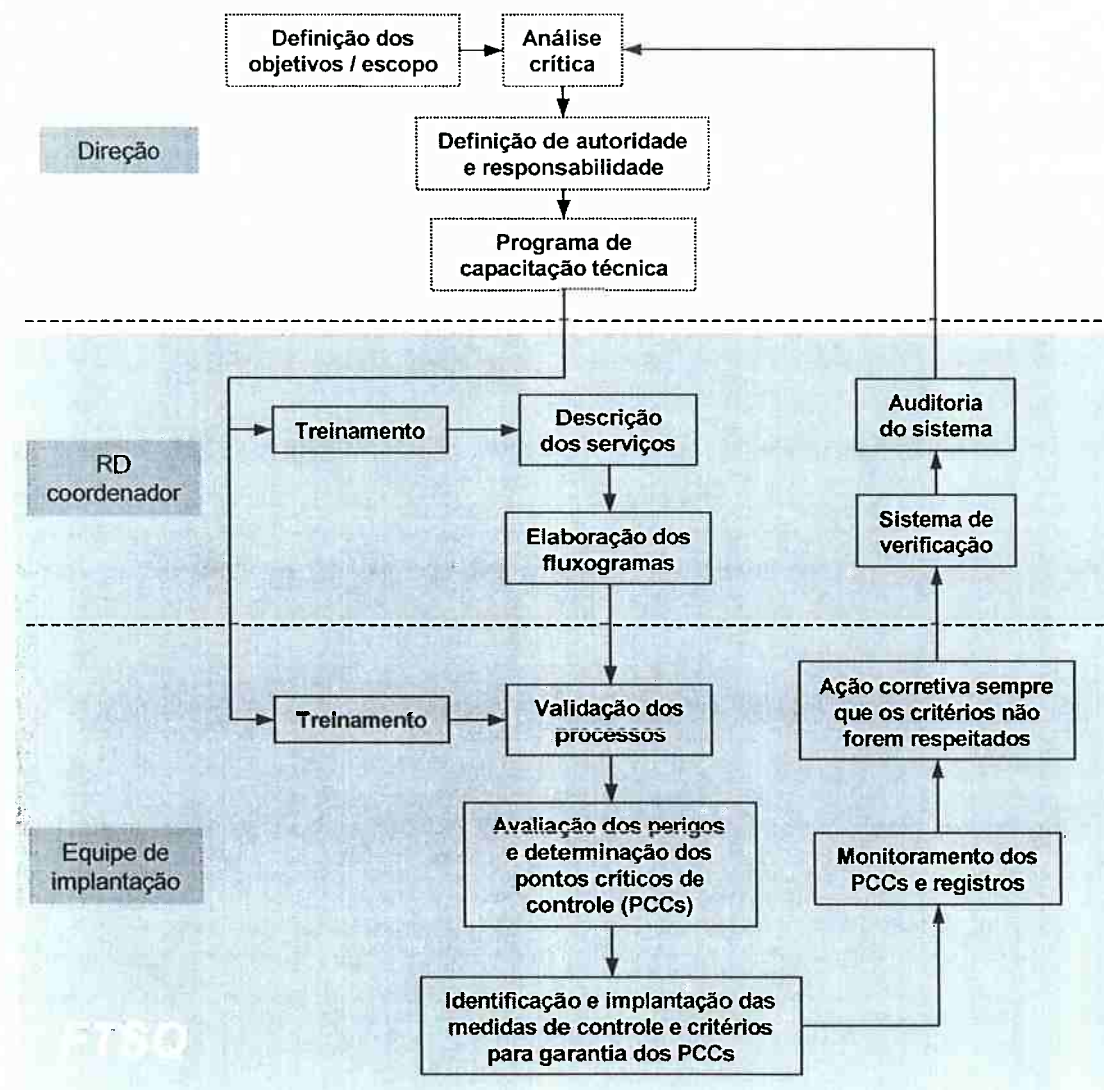 Definição dos
objetivos / escopo
Análise
crítica
Direção
Definição de autoridade
e responsabilidade
Programa de
capacitação técnica
Treinamento
Descrição
dos serviços
Auditoria
do sistema
RD
coordenador
Elaboração dos
fluxogramas
Sistema de
verificação
Treinamento
Validação dos
processos
Ação corretiva sempre
que os critérios não
forem respeitados
Equipe de
implantação
Avaliação dos perigos
e determinação dos
pontos críticos de
controle (PCCs)
Monitoramento dos
PCCs e registros
Identificação e implantação das
medidas de controle e critérios
para garantia dos PCCs